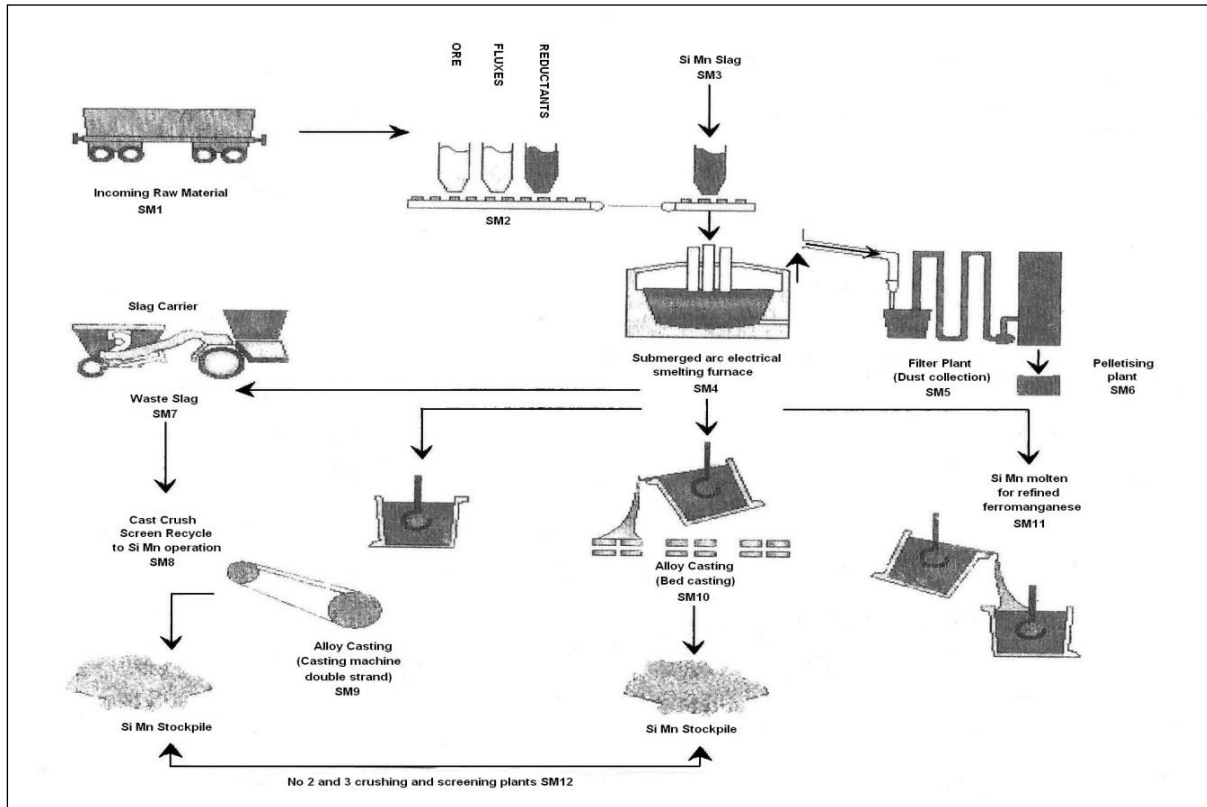 ORE
FLUXES
REDUCTANTS
Si Mn Slag
SM3
Incoming Raw Material
SM1
SM2
Slag Carrier
Submerged arc electrical
smelting furnace
SM4
Filter Plant
(Dust collection)
SM5
Pelletising
plant
SM6
Waste Slag
SM7
Si Mn molten
for refined
ferromanganese
SM11
Cast Crush
Screen Recycle
to Si Mn operation
SM8
Alloy Casting
(Bed casting)
SM10
Alloy Casting
(Casting machine
double strand)
SM9
Si Mn Stockpile
Si Mn Stockpile
No 2 and 3 crushing and screening plants SM12